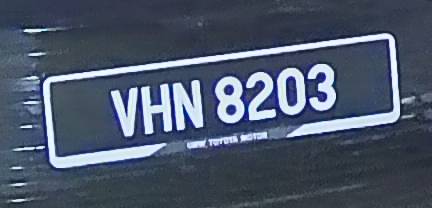 VHN 8203
UMW TOYOTA MOTOR